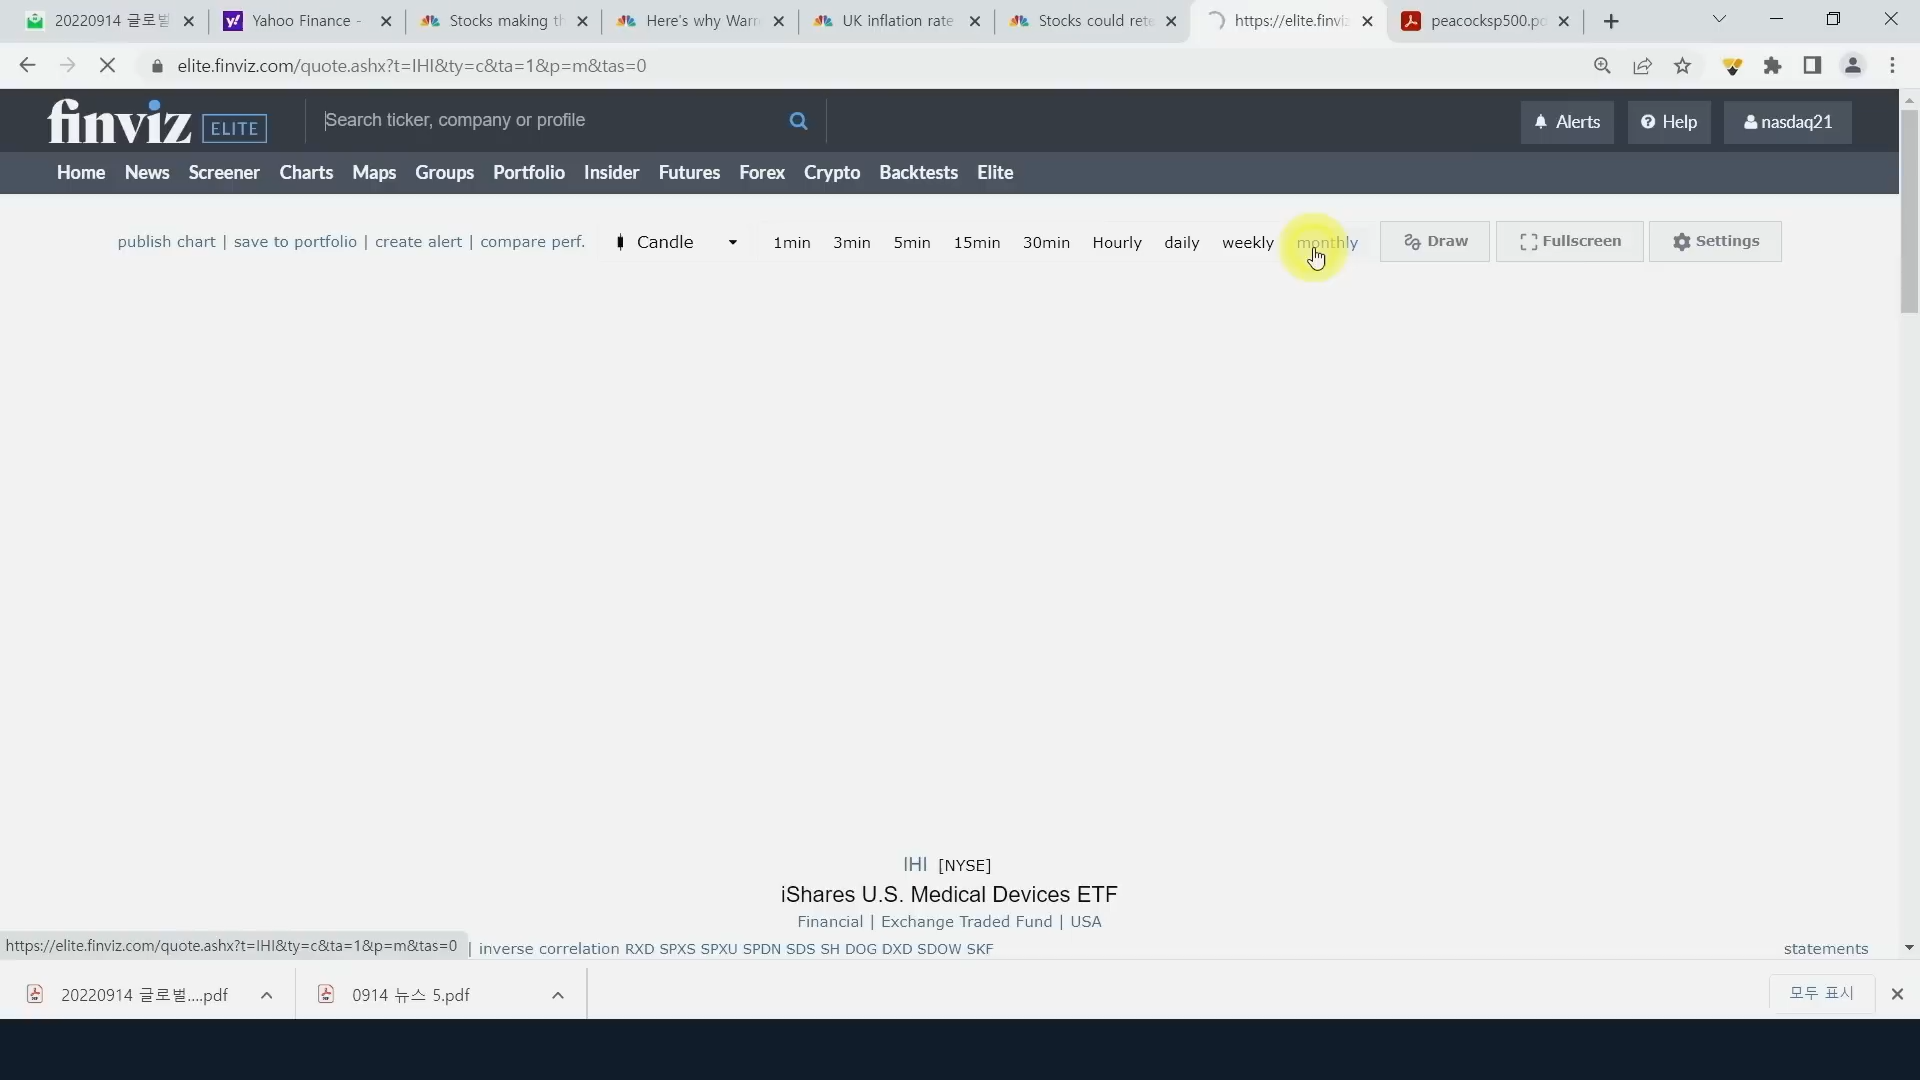 20220914 글로벌
Yahoo Finance -
Stocks making th
Here's why Warr
UK inflation rate
Stocks could rete
https://elite.finviz
peacocksp500.pd
elite.finviz.com/quote.ashx?t=IHI&ty=c&ta=1&p=m&tas=0
finviz ELITE
Search ticker, company or profile
Alerts
Help
nasdaq21
Home News Screener Charts Maps Groups Portfolio Insider Futures Forex Crypto Backtests Elite
publish chart | save to portfolio | create alert | compare perf.
Candle
1min 3min 5min 15min 30min Hourly daily weekly monthly
Draw
Fullscreen
Settings
IHI [NYSE]
iShares U.S. Medical Devices ETF
Financial | Exchange Traded Fund | USA
https://elite.finviz.com/quote.ashx?t=IHI&ty=c&ta=1&p=m&tas=0
| inverse correlation RXD SPXS SPXU SPDN SDS SH DOG DXD SDOW SKF
statements
20220914 글로벌....pdf
0914 뉴스 5.pdf
모두 표시